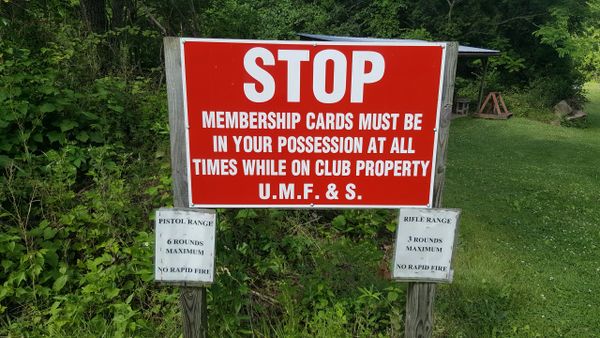 STOP
MEMBERSHIP CARDS MUST BE
IN YOUR POSSESSION AT ALL
TIMES WHILE ON CLUB PROPERTY
U.M.F. & S.
PISTOL RANGE
6 ROUNDS
MAXIMUM
NO RAPID FIRE
RIFLE RANGE
3 ROUNDS
MAXIMUM
NO RAPID FIRE